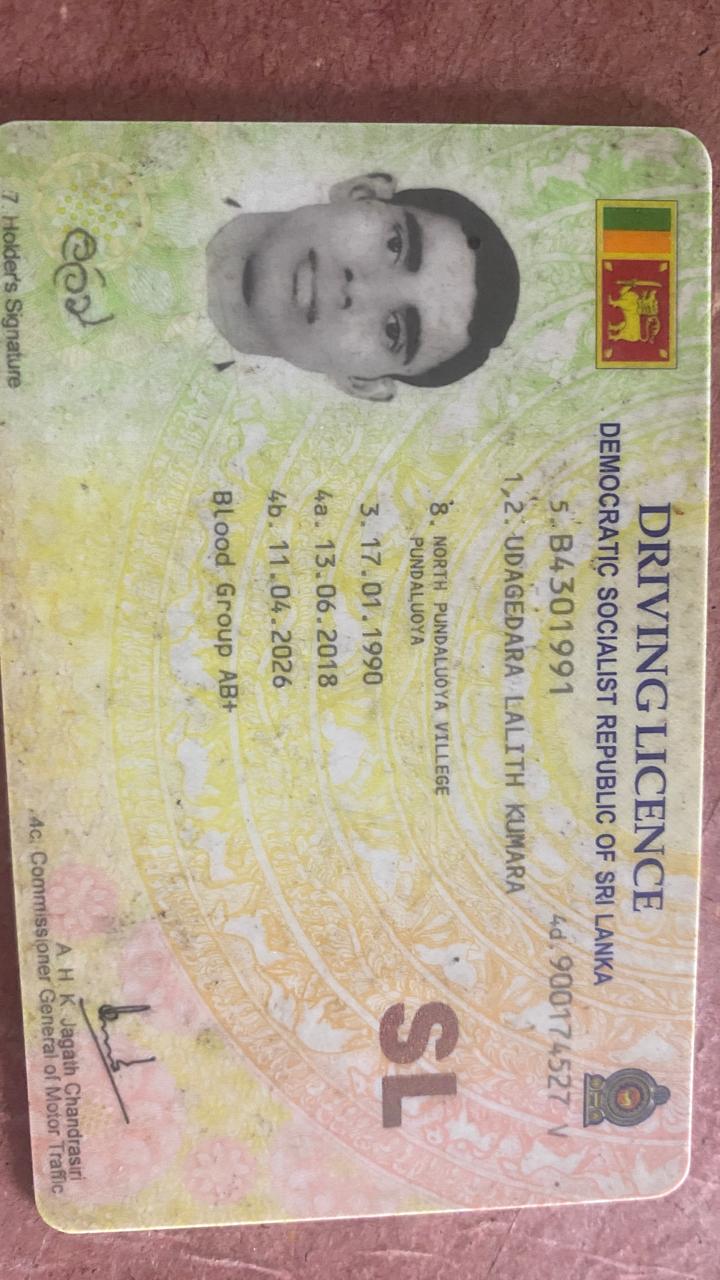 DRIVING LICENCE
DEMOCRATIC SOCIALIST REPUBLIC OF SRI LANKA
5. B4301991 4d. 900174527 V
1,2. UDAGEDARA LALITH KUMARA
8. NORTH PUNDALUOYA VILLEGE
PUNDALUOYA
3. 17.01.1990
4a. 13.06.2018
4b. 11.04.2026
Blood Group AB+
SL
7. Holder's Signature
A. H. K. Jagath Chandrasiri
4c. Commissioner General of Motor Traffic